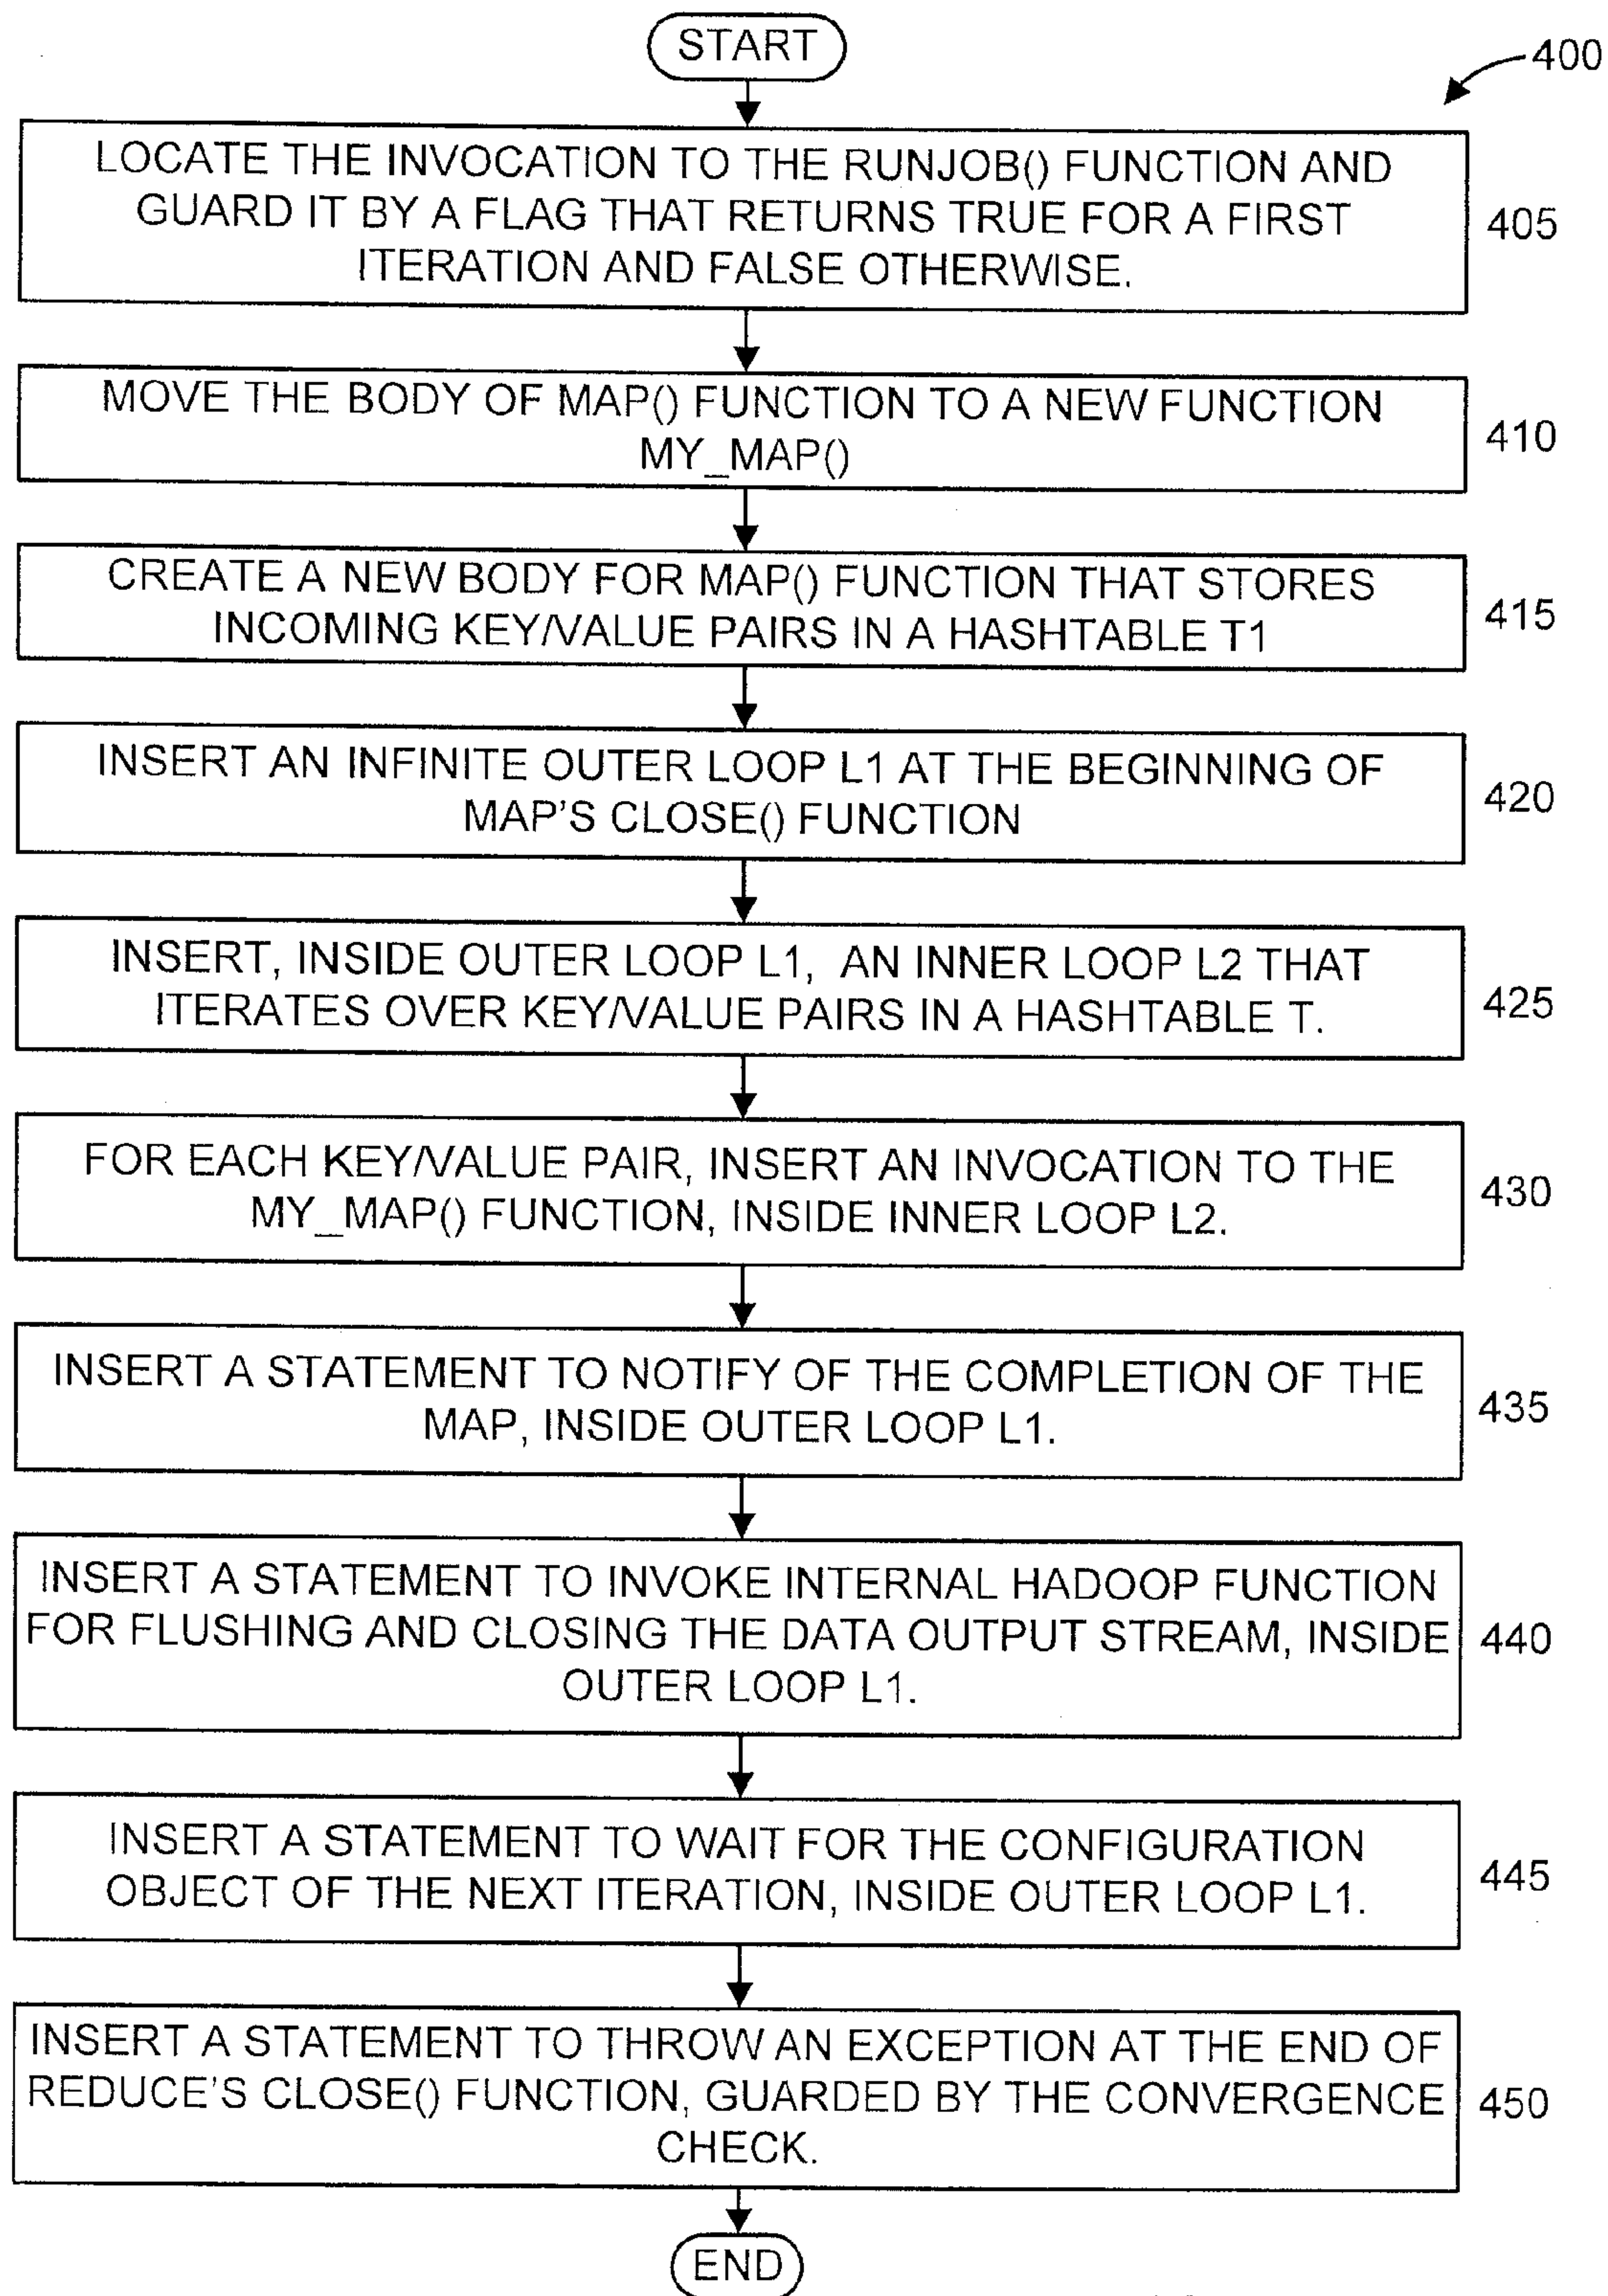 START
400
LOCATE THE INVOCATION TO THE RUNJOB() FUNCTION AND
GUARD IT BY A FLAG THAT RETURNS TRUE FOR A FIRST
ITERATION AND FALSE OTHERWISE.
405
MOVE THE BODY OF MAP() FUNCTION TO A NEW FUNCTION
MY_MAP()
410
CREATE A NEW BODY FOR MAP() FUNCTION THAT STORES
INCOMING KEY/VALUE PAIRS IN A HASHTABLE T1
415
INSERT AN INFINITE OUTER LOOP L1 AT THE BEGINNING OF
MAP'S CLOSE() FUNCTION
420
INSERT, INSIDE OUTER LOOP L1, AN INNER LOOP L2 THAT
ITERATES OVER KEY/VALUE PAIRS IN A HASHTABLE T.
425
FOR EACH KEY/VALUE PAIR, INSERT AN INVOCATION TO THE
MY_MAP() FUNCTION, INSIDE INNER LOOP L2.
430
INSERT A STATEMENT TO NOTIFY OF THE COMPLETION OF THE
MAP, INSIDE OUTER LOOP L1.
435
INSERT A STATEMENT TO INVOKE INTERNAL HADOOP FUNCTION
FOR FLUSHING AND CLOSING THE DATA OUTPUT STREAM, INSIDE
OUTER LOOP L1.
440
INSERT A STATEMENT TO WAIT FOR THE CONFIGURATION
OBJECT OF THE NEXT ITERATION, INSIDE OUTER LOOP L1.
445
INSERT A STATEMENT TO THROW AN EXCEPTION AT THE END OF
REDUCE'S CLOSE() FUNCTION, GUARDED BY THE CONVERGENCE
CHECK.
450
END